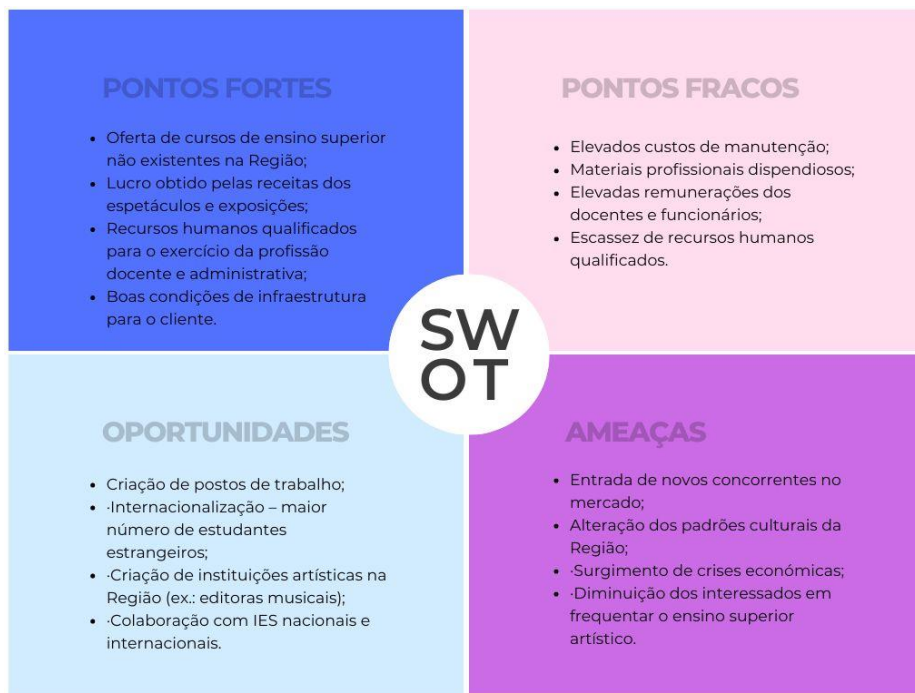 PONTOS FORTES
• Oferta de cursos de ensino superior
não existentes na Região;
• Lucro obtido pelas receitas dos
espetáculos e exposições;
• Recursos humanos qualificados
para o exercício da profissão
docente e administrativa;
• Boas condições de infraestrutura
para o cliente.
PONTOS FRACOS
• Elevados custos de manutenção;
• Materiais profissionais dispendiosos;
• Elevadas remunerações dos
docentes e funcionários;
• Escassez de recursos humanos
qualificados.
SW
OT
OPORTUNIDADES
• Criação de postos de trabalho;
• ·Internacionalização – maior
número de estudantes
estrangeiros;
• ·Criação de instituições artísticas na
Região (ex.: editoras musicais);
• ·Colaboração com IES nacionais e
internacionais.
AMEAÇAS
• Entrada de novos concorrentes no
mercado;
• Alteração dos padrões culturais da
Região;
• ·Surgimento de crises económicas;
• ·Diminuição dos interessados em
frequentar o ensino superior
artístico.